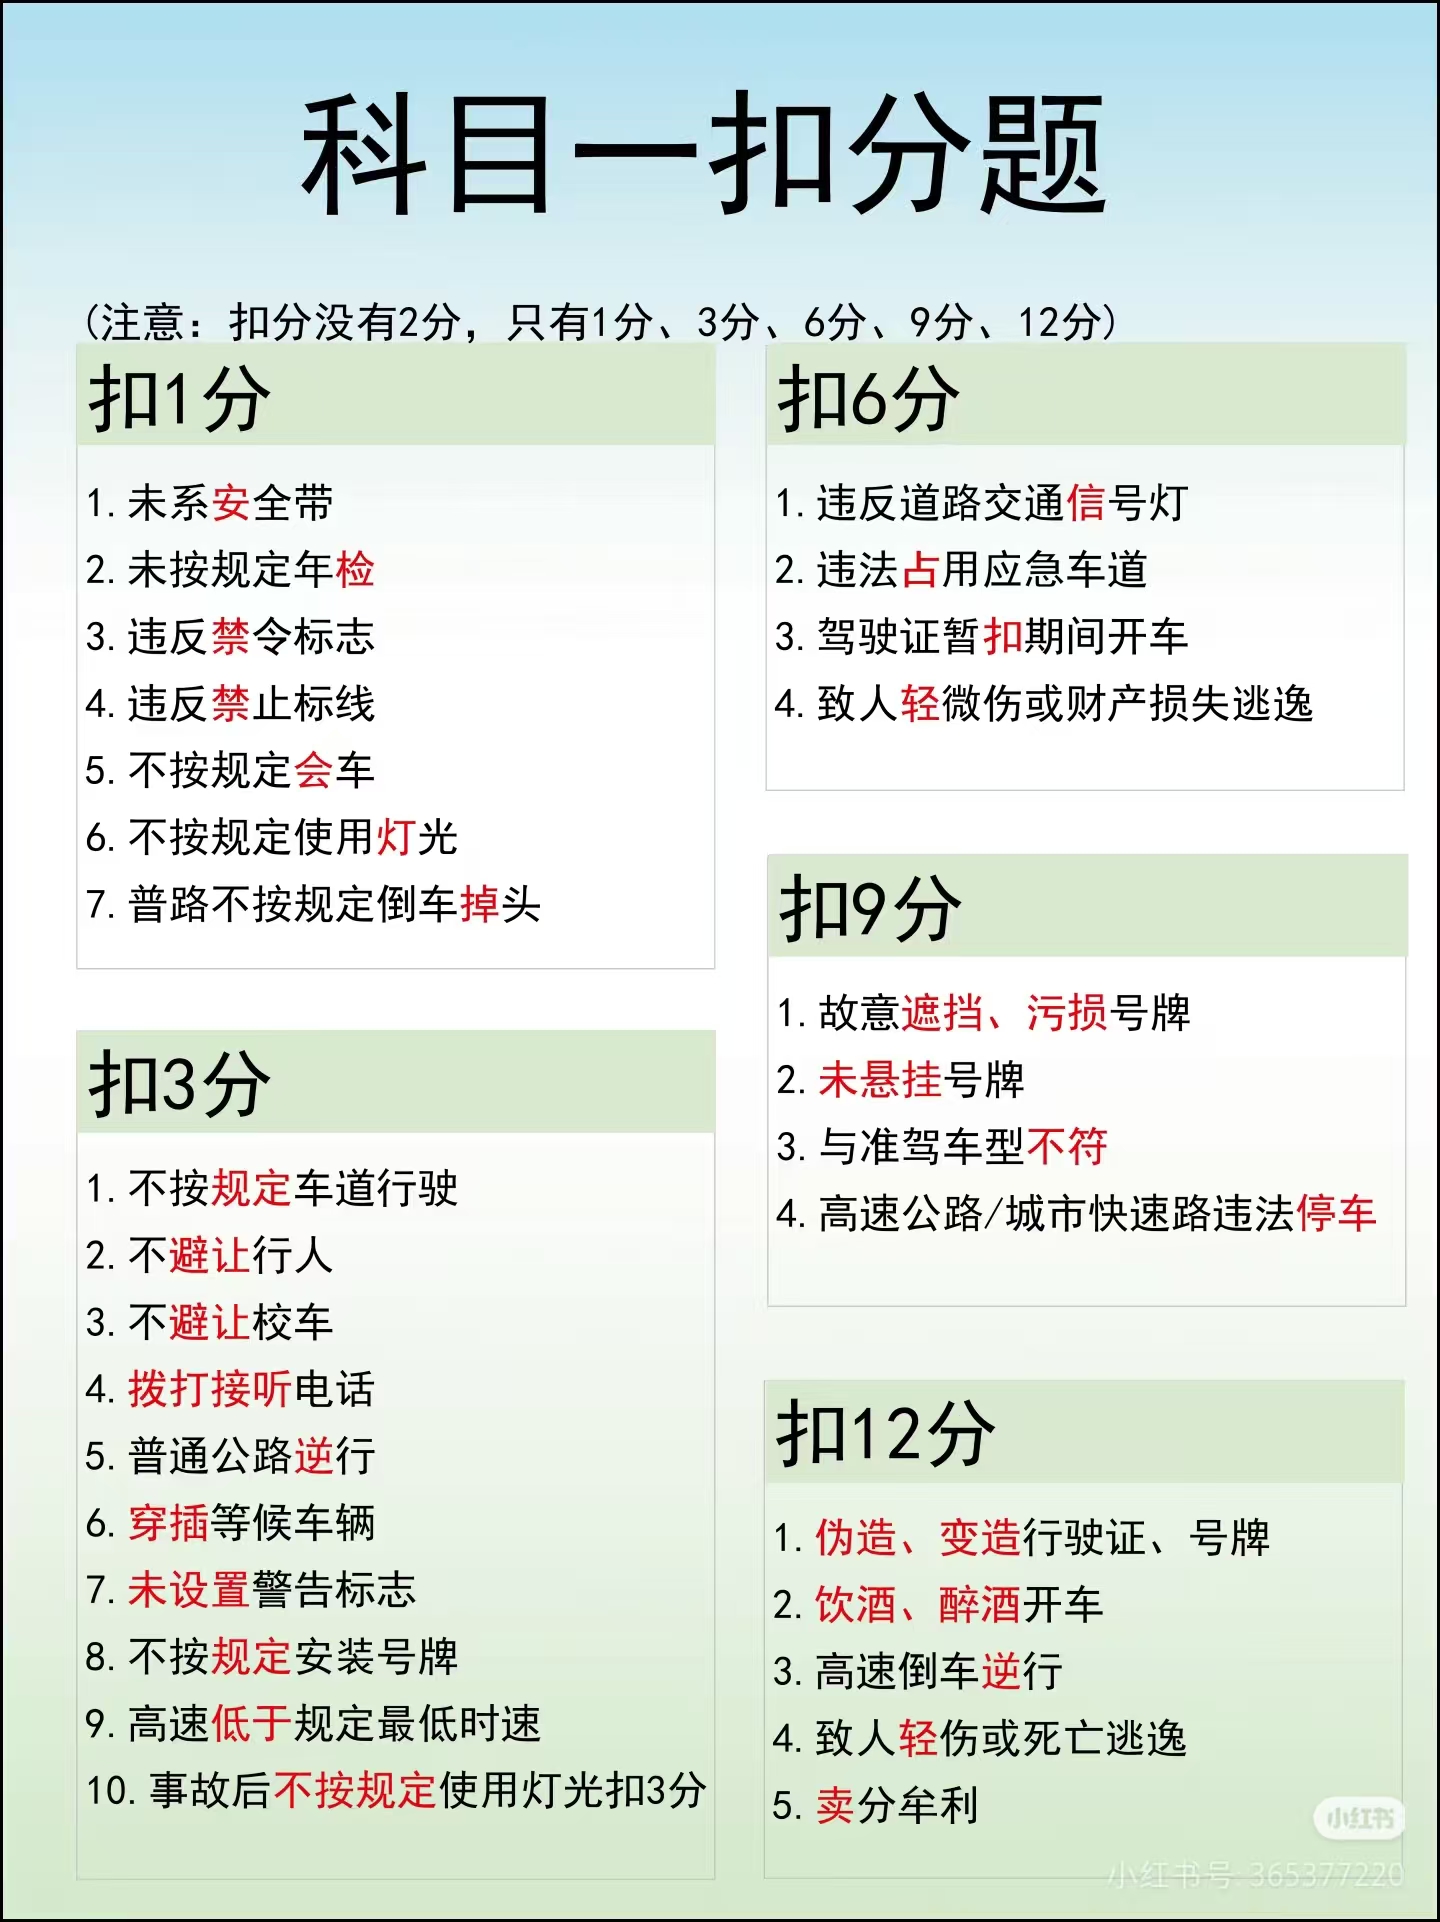 科目一扣分题
(注意：扣分没有2分，只有1分、3分、6分、9分、12分)
扣1分
1.未系安全带
2.未按规定年检
3.违反禁令标志
4.违反禁止标线
5.不按规定会车
6.不按规定使用灯光
7.普路不按规定倒车掉头
扣3分
1.不按规定车道行驶
2.不避让行人
3.不避让校车
4.拨打接听电话
5.普通公路逆行
6.穿插等候车辆
7.未设置警告标志
8.不按规定安装号牌
9.高速低于规定最低时速
10.事故后不按规定使用灯光扣3分
扣6分
1.违反道路交通信号灯
2.违法占用应急车道
3.驾驶证暂扣期间开车
4.致人轻微伤或财产损失逃逸
扣9分
1.故意遮挡、污损号牌
2.未悬挂号牌
3.与准驾车型不符
4.高速公路/城市快速路违法停车
扣12分
1.伪造、变造行驶证、号牌
2.饮酒、醉酒开车
3.高速倒车逆行
4.致人轻伤或死亡逃逸
5.卖分牟利
小红书
小红书号:365377220